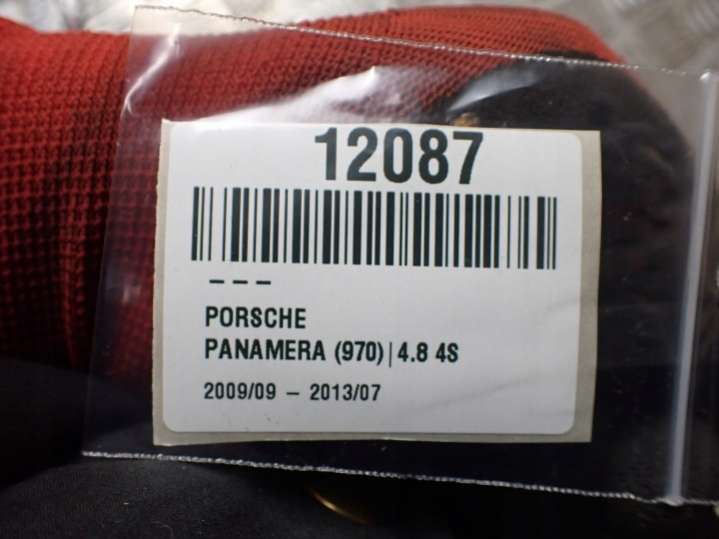 12087
– – –
PORSCHE
PANAMERA (970)|4.8 4S
2009/09 – 2013/07